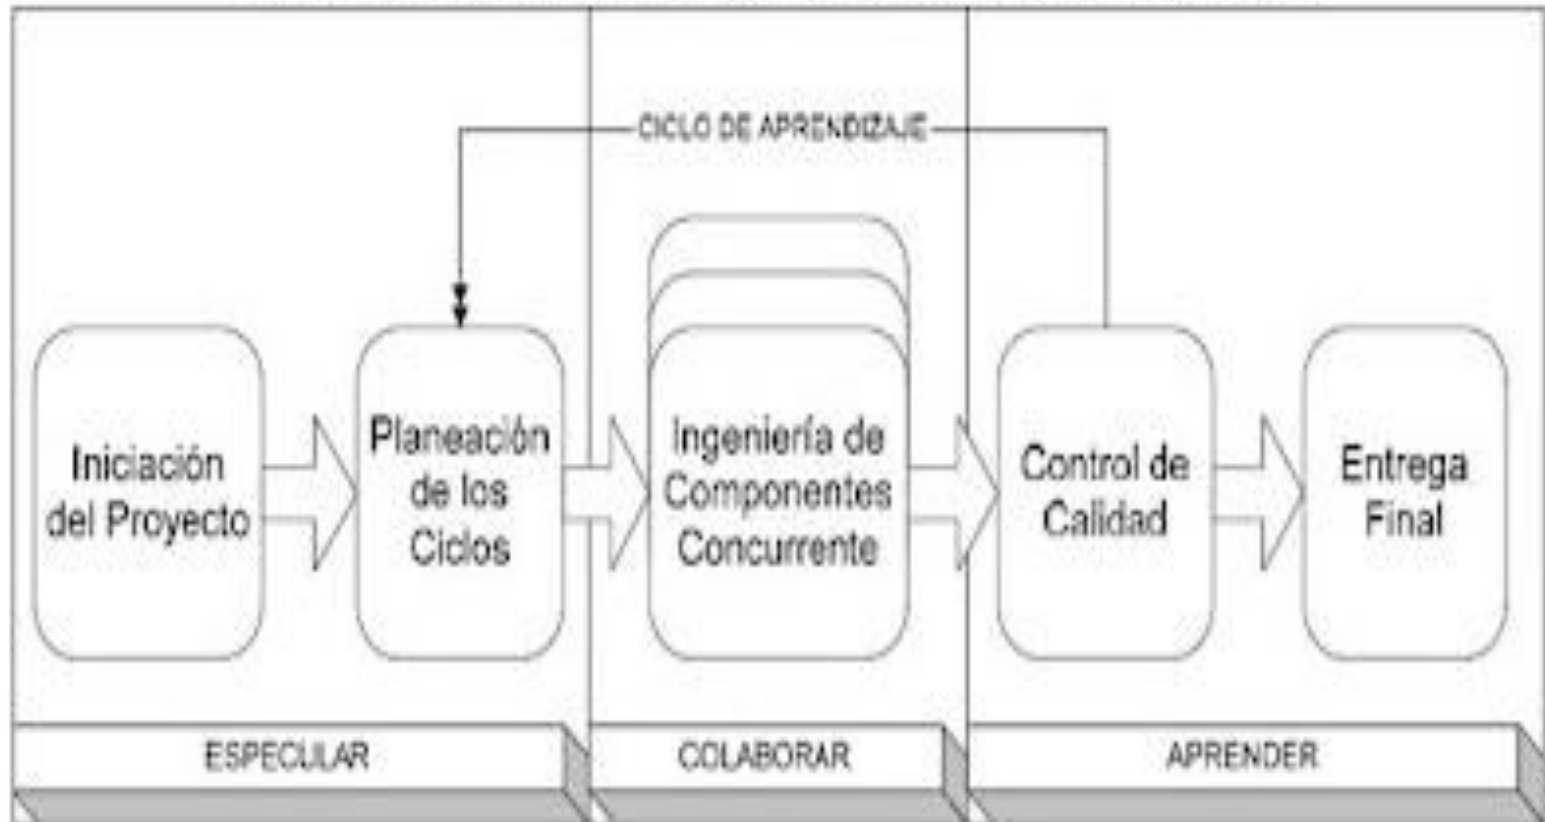 CICLO DE APRENDIZAJE
Iniciación
del Proyecto
Planeación
de los
Ciclos
Ingeniería de
Componentes
Concurrente
Control de
Calidad
Entrega
Final
ESPECULAR
COLABORAR
APRENDER